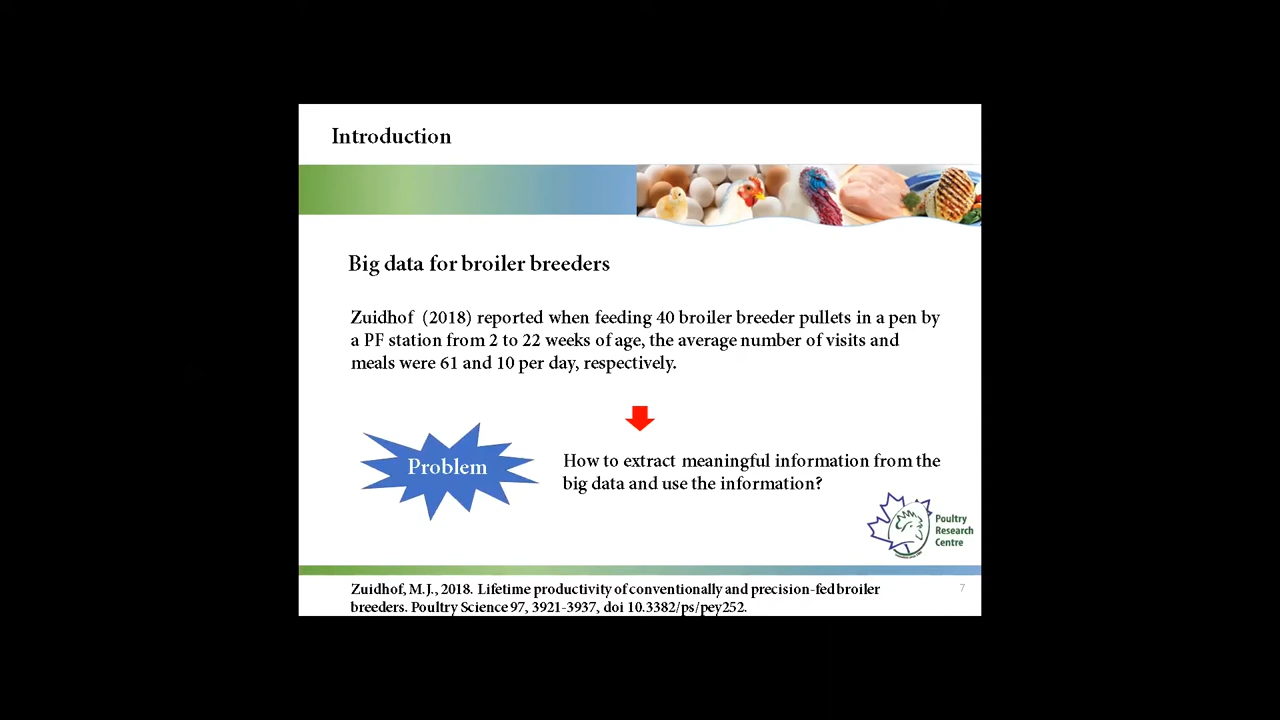 Introduction
Big data for broiler breeders
Zuidhof (2018) reported when feeding 40 broiler breeder pullets in a pen by
a PF station from 2 to 22 weeks of age, the average number of visits and
meals were 61 and 10 per day, respectively.
Problem
How to extract meaningful information from the
big data and use the information?
Poultry
Research
Centre
Zuidhof, M.J., 2018. Lifetime productivity of conventionally and precision-fed broiler
breeders. Poultry Science 97, 3921-3937, doi 10.3382/ps/pey252.
7